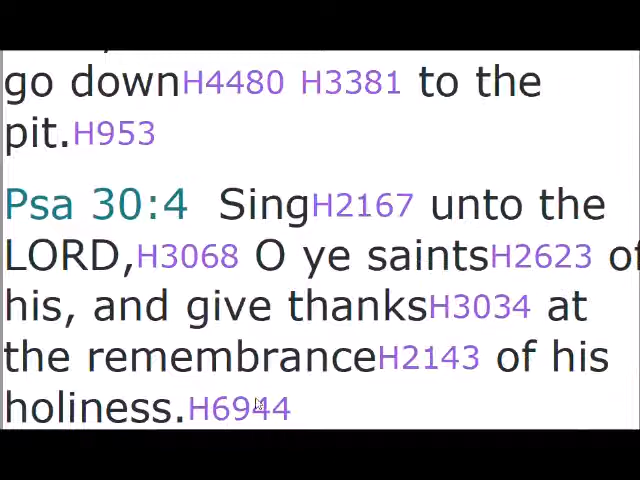 go downH4480 H3381 to the
pit.H953
Psa 30:4 SingH2167 unto the
LORD,H3068 O ye saintsH2623 of
his, and give thanksH3034 at
the remembranceH2143 of his
holiness.H6944